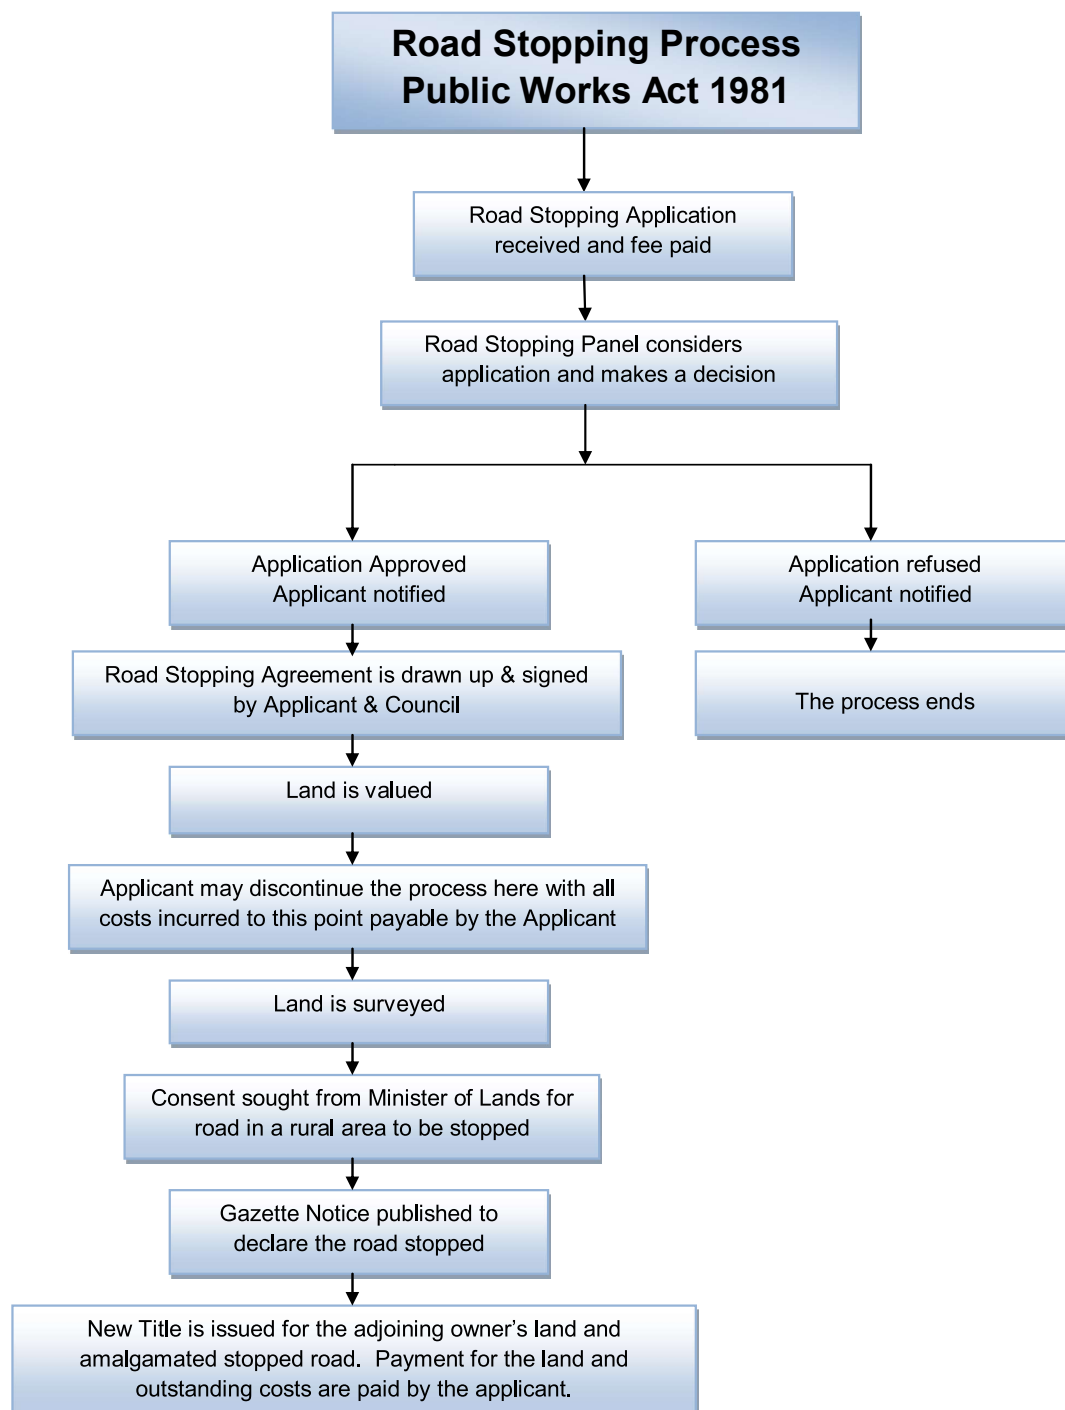 Road Stopping Process
Public Works Act 1981
Road Stopping Application
received and fee paid
Road Stopping Panel considers
application and makes a decision
Application Approved
Applicant notified
Application refused
Applicant notified
Road Stopping Agreement is drawn up & signed
by Applicant & Council
The process ends
Land is valued
Applicant may discontinue the process here with all
costs incurred to this point payable by the Applicant
Land is surveyed
Consent sought from Minister of Lands for
road in a rural area to be stopped
Gazette Notice published to
declare the road stopped
New Title is issued for the adjoining owner's land and
amalgamated stopped road.  Payment for the land and
outstanding costs are paid by the applicant.